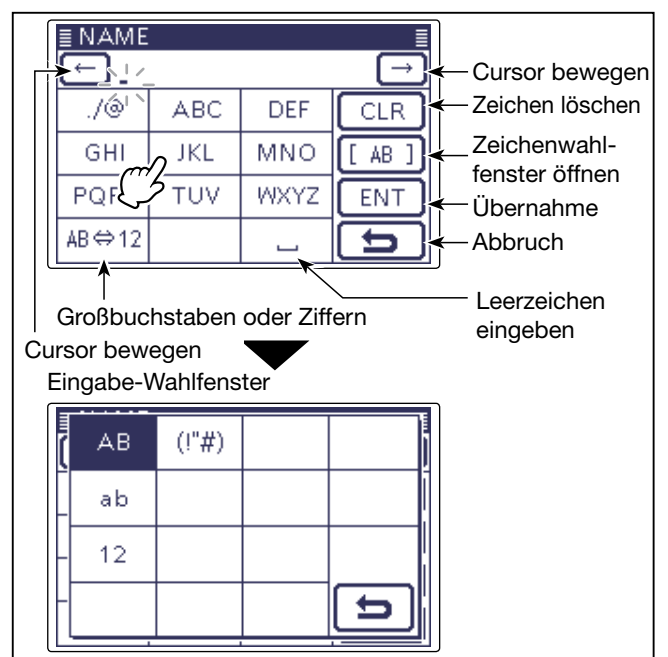 NAME
← →
Cursor bewegen
./@ ABC DEF CLR
Zeichen löschen
GHI JKL MNO [ AB ]
Zeichenwahl-
fenster öffnen
TUV WXYZ ENT
Übernahme
AB⇔12 ⌴
Abbruch
Großbuchstaben oder Ziffern
Leerzeichen
eingeben
Cursor bewegen
Eingabe-Wahlfenster
AB (!"#)
ab
12